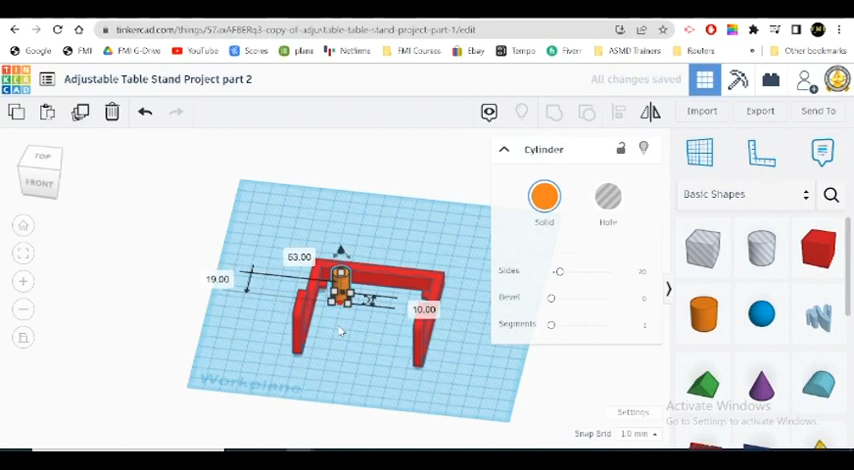 tinkercad.com/things/57axAF8ERq3-copy-of-adjustable-table-stand-project-part-1/edit
Google FMI FMI G-Drive YouTube Scores plans Netfirms FMI Courses Ebay Tempo Fiverr ASMD Trainers Routers » Other bookmarks
TIN
KER
CAD
Adjustable Table Stand Project part 2
All changes saved
Import Export Send To
TOP
FRONT
Cylinder
Solid Hole
Sides 20
Bevel 0
Segments 1
Basic Shapes
63.00
19.00
10.00
Workplane
Settings
Snap Grid 1.0 mm
Activate Windows
Go to Settings to activate Windows.